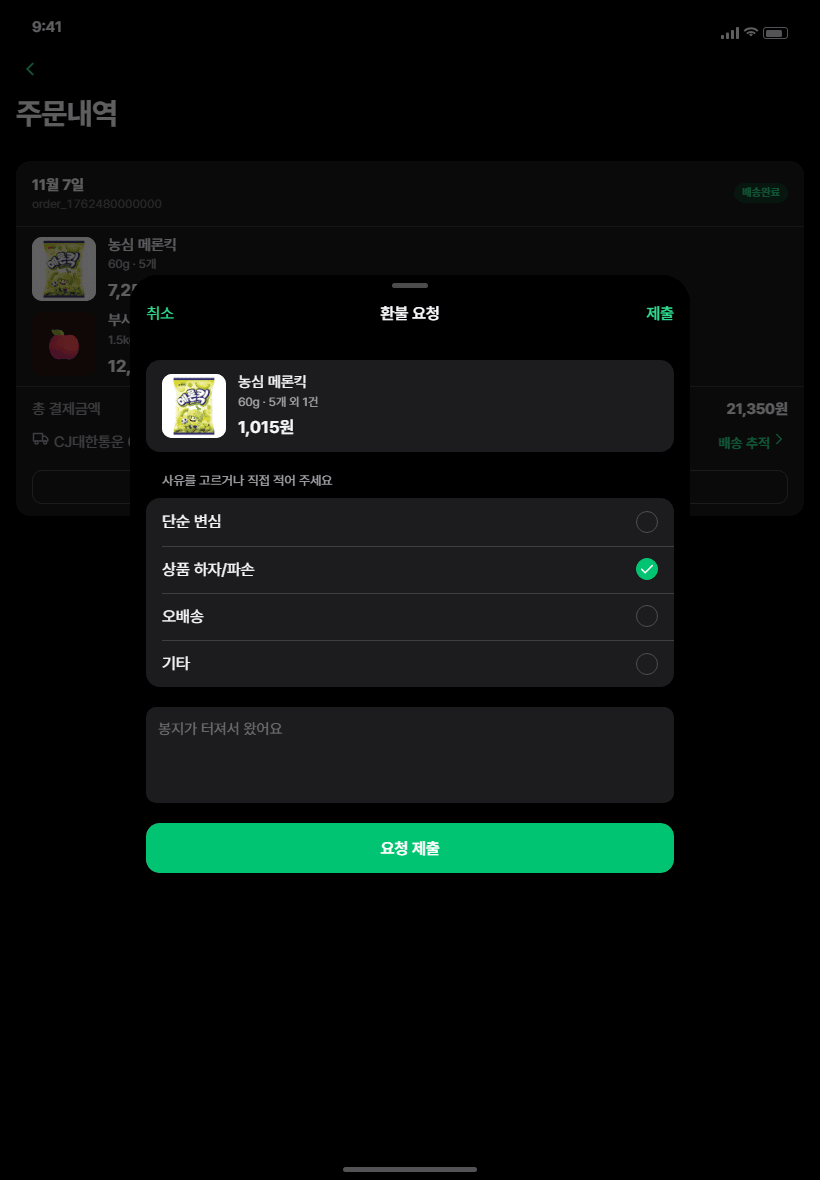 9:41
주문내역
11월 7일
order_1762480000000
배송완료
농심 메론킥
60g · 5개
취소
환불 요청
제출
농심 메론킥
60g · 5개 외 1건
1,015원
사유를 고르거나 직접 적어 주세요
단순 변심
상품 하자/파손
오배송
기타
봉지가 터져서 왔어요
요청 제출
총 결제금액
21,350원
CJ대한통운
배송 추적